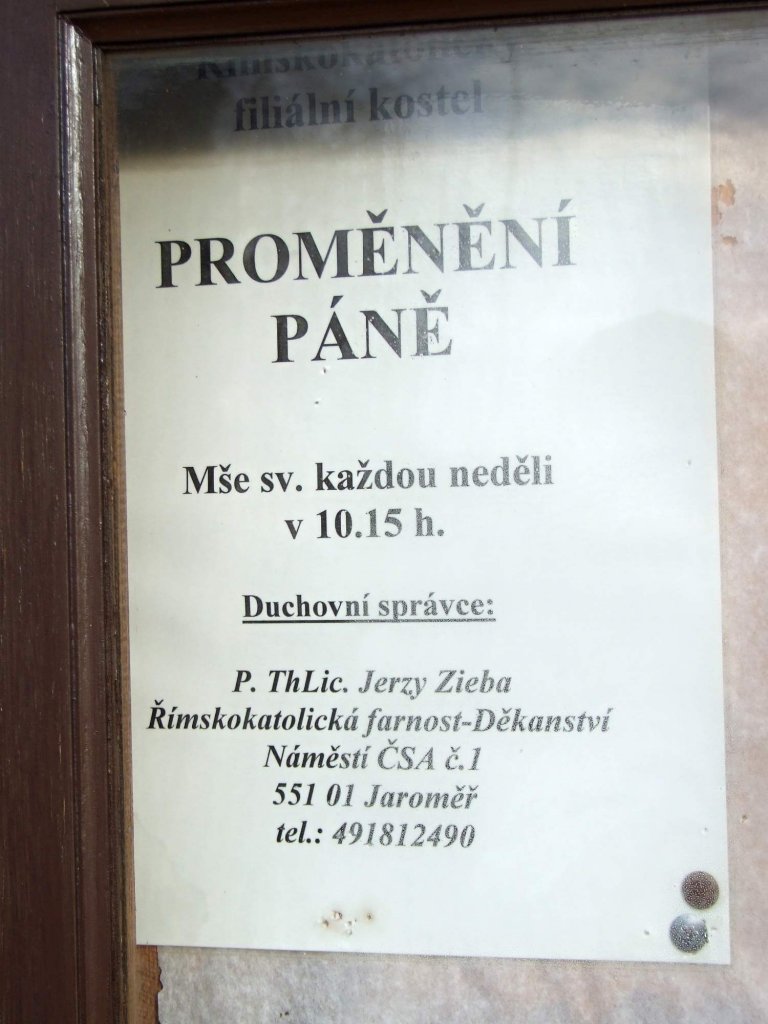 Římskokatolický
filiální kostel
PROMĚNĚNÍ
PÁNĚ
Mše sv. každou neděli
v 10.15 h.
Duchovní správce:
P. ThLic. Jerzy Zieba
Římskokatolická farnost-Děkanství
Náměstí ČSA č.1
551 01 Jaroměř
tel.: 491812490